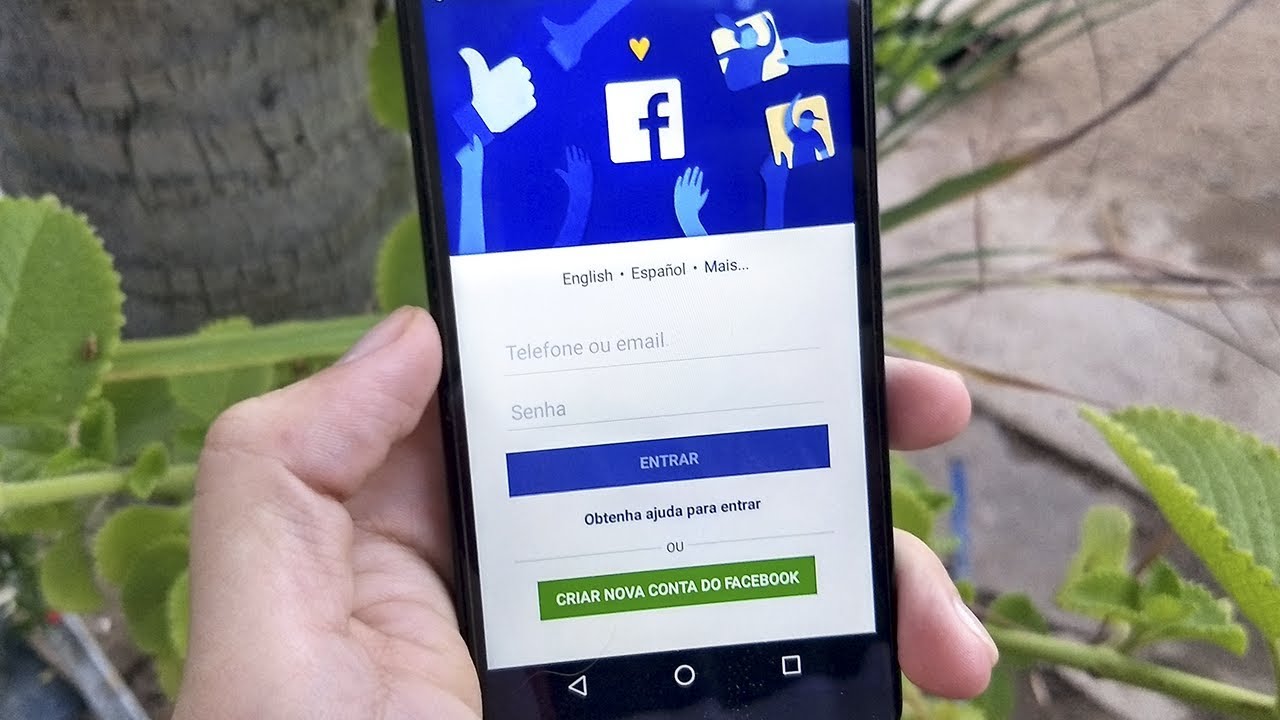 f
English • Español • Mais...
Telefone ou email
Senha
ENTRAR
Obtenha ajuda para entrar
OU
CRIAR NOVA CONTA DO FACEBOOK